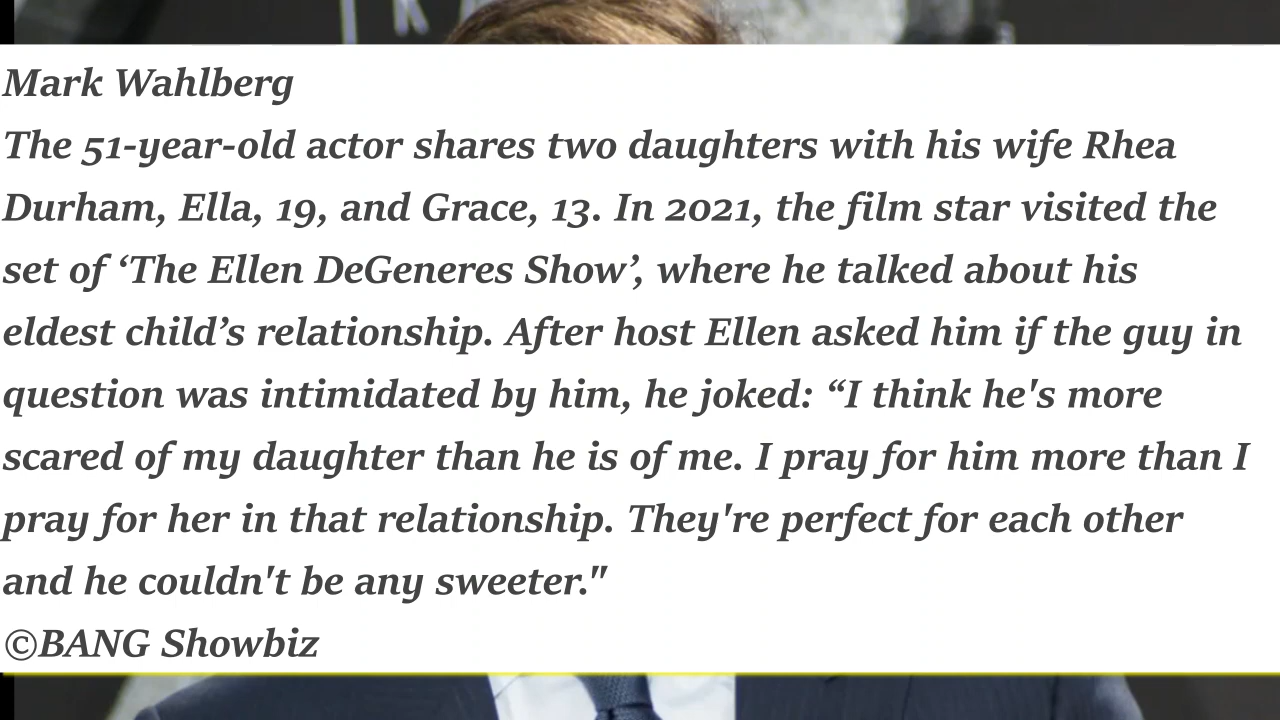 Mark Wahlberg
The 51-year-old actor shares two daughters with his wife Rhea
Durham, Ella, 19, and Grace, 13. In 2021, the film star visited the
set of ‘The Ellen DeGeneres Show’, where he talked about his
eldest child’s relationship. After host Ellen asked him if the guy in
question was intimidated by him, he joked: “I think he's more
scared of my daughter than he is of me. I pray for him more than I
pray for her in that relationship. They're perfect for each other
and he couldn't be any sweeter."
©BANG Showbiz